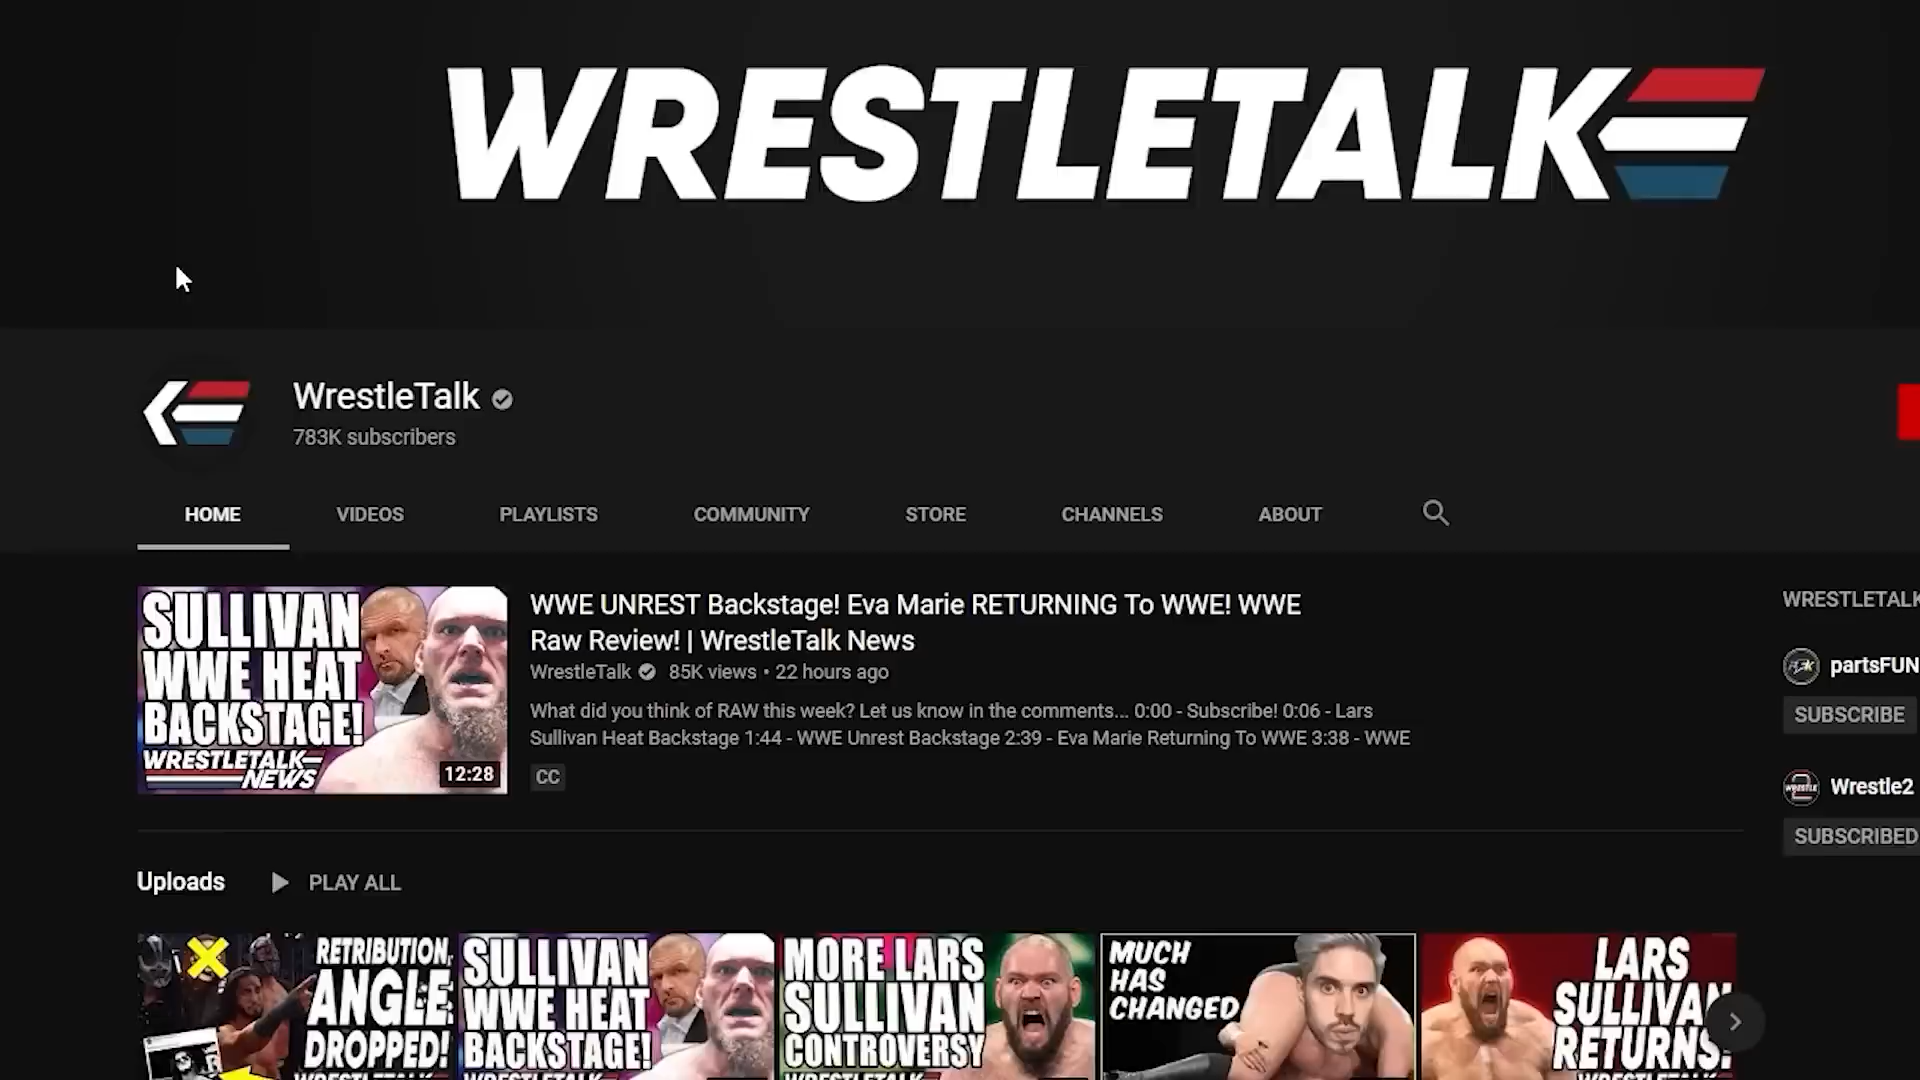 WRESTLETALK
WrestleTalk
783K subscribers
HOME
VIDEOS
PLAYLISTS
COMMUNITY
STORE
CHANNELS
ABOUT
SULLIVAN
WWE HEAT
BACKSTAGE!
WRESTLETALK
NEWS
12:28
WWE UNREST Backstage! Eva Marie RETURNING To WWE! WWE
Raw Review! | WrestleTalk News
WrestleTalk 85K views • 22 hours ago
What did you think of RAW this week? Let us know in the comments... 0:00 - Subscribe! 0:06 - Lars
Sullivan Heat Backstage 1:44 - WWE Unrest Backstage 2:39 - Eva Marie Returning To WWE 3:38 - WWE
CC
WRESTLETALK
partsFUN
SUBSCRIBE
Wrestle2
SUBSCRIBED
Uploads
PLAY ALL
RETRIBUTION,
ANGLE
DROPPED!
WRESTLETALK
SULLIVAN
WWE HEAT
BACKSTAGE!
WRESTLETALK
MORE LARS
SULLIVAN
CONTROVERSY
WRESTLETALK
MUCH
HAS
CHANGED
LARS
SULLIVAN
RETURNS!
WRESTLETALK